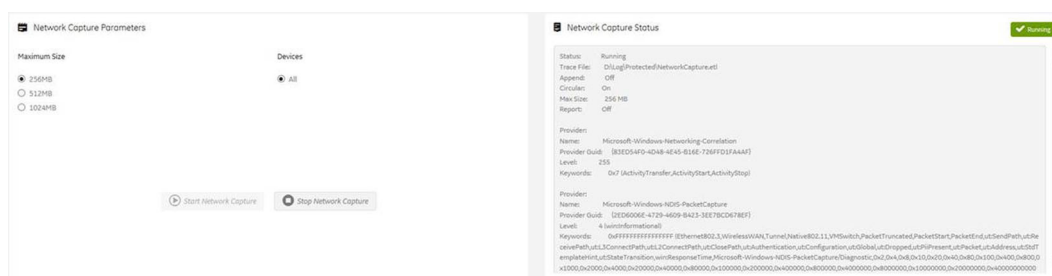 Network Capture Parameters
Maximum Size
Devices
256MB
All
512MB
1024MB
Start Network Capture
Stop Network Capture
Network Capture Status
Running
Status: Running
Trace File: D:\Log\Protected\NetworkCapture.etl
Append: Off
Circular: On
Max Size: 256 MB
Report: Off
Provider:
Name: Microsoft-Windows-Networking-Correlation
Provider Guid: {83ED54F0-4D48-4E45-B16E-726FFD1FA4AF}
Level: 255
Keywords: 0x7 (ActivityTransfer,ActivityStart,ActivityStop)
Provider:
Name: Microsoft-Windows-NDIS-PacketCapture
Provider Guid: {2ED6006E-4729-4609-B423-3EE7BCD678EF}
Level: 4 (win:Informational)
Keywords: 0xFFFFFFFFFFFFFFFF (Ethernet802.3,WirelessWAN,Tunnel,Native802.11,VMSwitch,PacketTruncated,PacketStart,PacketEnd,ut:SendPath,ut:Re
ceivePath,ut:L3ConnectPath,ut:L2ConnectPath,ut:ClosePath,ut:Authentication,ut:Configuration,ut:Global,ut:Dropped,ut:PiiPresent,ut:Packet,ut:Address,ut:StdT
emplateHint,ut:StateTransition,win:ResponseTime,Microsoft-Windows-NDIS-PacketCapture/Diagnostic,0x2,0x4,0x8,0x10,0x20,0x40,0x80,0x100,0x400,0x800,0
x1000,0x2000,0x4000,0x20000,0x40000,0x80000,0x100000,0x200000,0x400000,0x800000,0x4000000,0x8000000,0x10000000,0x20000000,0x4000000000